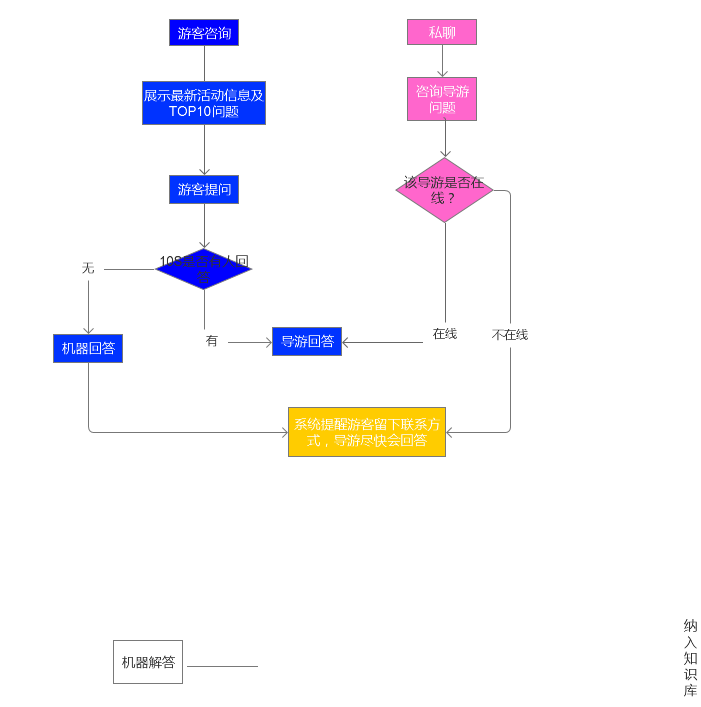 游客咨询
私聊
展示最新活动信息及
TOP10问题
咨询导游
问题
游客提问
该导游是否在
线？
10S是否有人回
答
无
有
机器回答
导游回答
在线
不在线
系统提醒游客留下联系方
式，导游尽快会回答
机器解答
纳
入
知
识
库